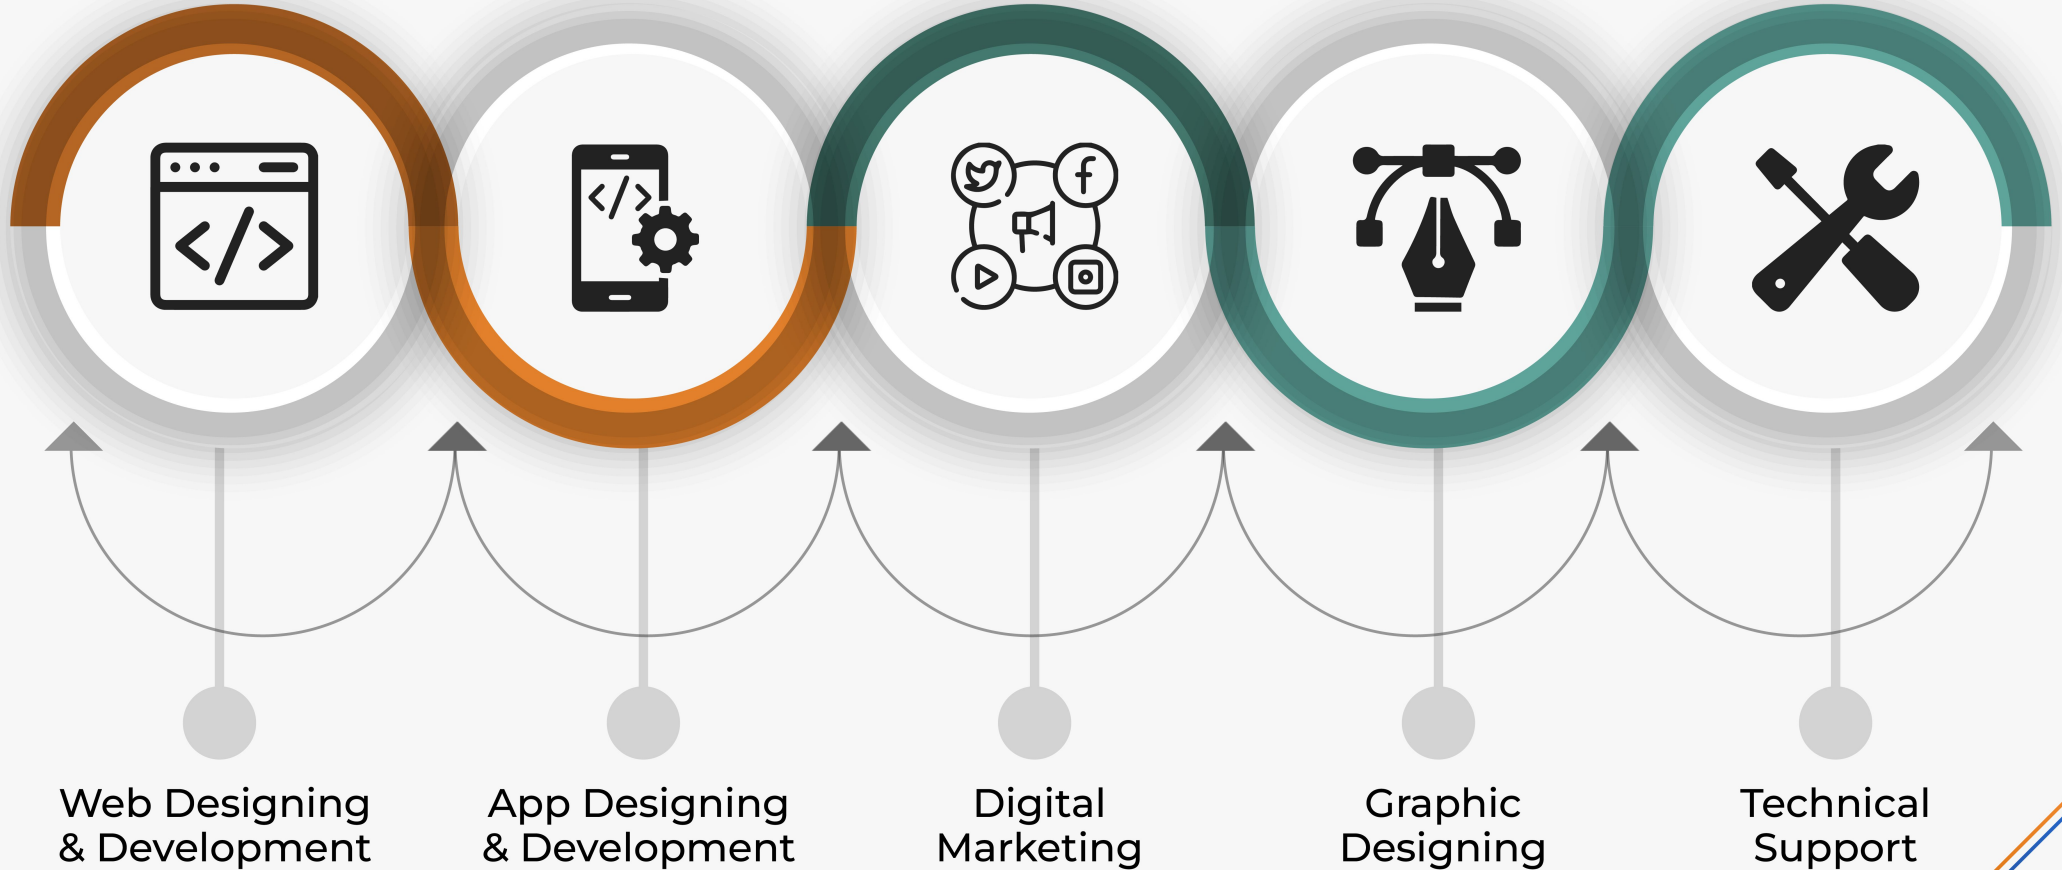 Web Designing
& Development
App Designing
& Development
Digital
Marketing
Graphic
Designing
Technical
Support